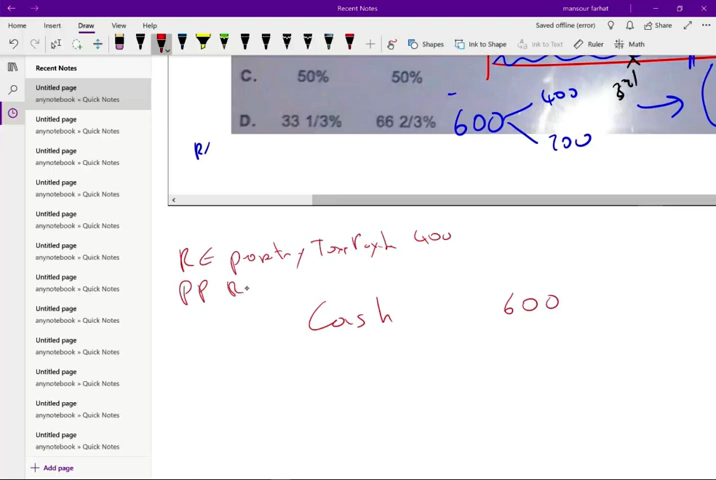 Recent Notes
mansour farhat
Home Insert Draw View Help
Saved offline (error)
Share
Shapes
Ink to Shape
Ink to Text
Ruler
Math
Recent Notes
Untitled page
anynotebook » Quick Notes
Untitled page
anynotebook » Quick Notes
Untitled page
anynotebook » Quick Notes
Untitled page
anynotebook » Quick Notes
Untitled page
anynotebook » Quick Notes
Untitled page
anynotebook » Quick Notes
Untitled page
anynotebook » Quick Notes
Untitled page
anynotebook » Quick Notes
Untitled page
anynotebook » Quick Notes
Untitled page
anynotebook » Quick Notes
Untitled page
anynotebook » Quick Notes
Untitled page
anynotebook » Quick Notes
Add page
C. 50% 50%
D. 33 1/3% 66 2/3%
600
400
200
RE 400
PP R
Cash 600